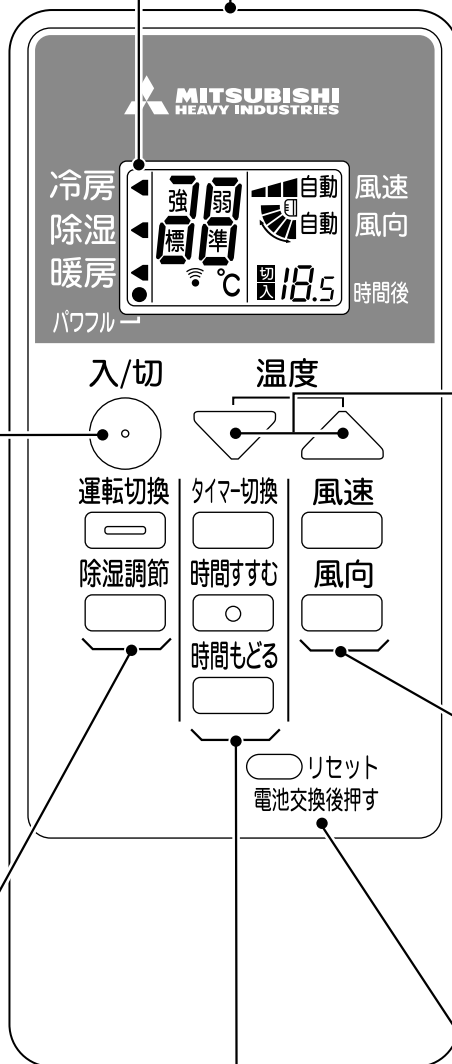 MITSUBISHI
HEAVY INDUSTRIES
冷房
除湿
暖房
パワフル
88
強 弱
標 準
℃
自動 風速
自動 風向
切
入 18.5 時間後
入/切 温度
運転切換 タイマー切換 風速
除湿調節 時間すすむ 風向
時間もどる
リセット
電池交換後押す